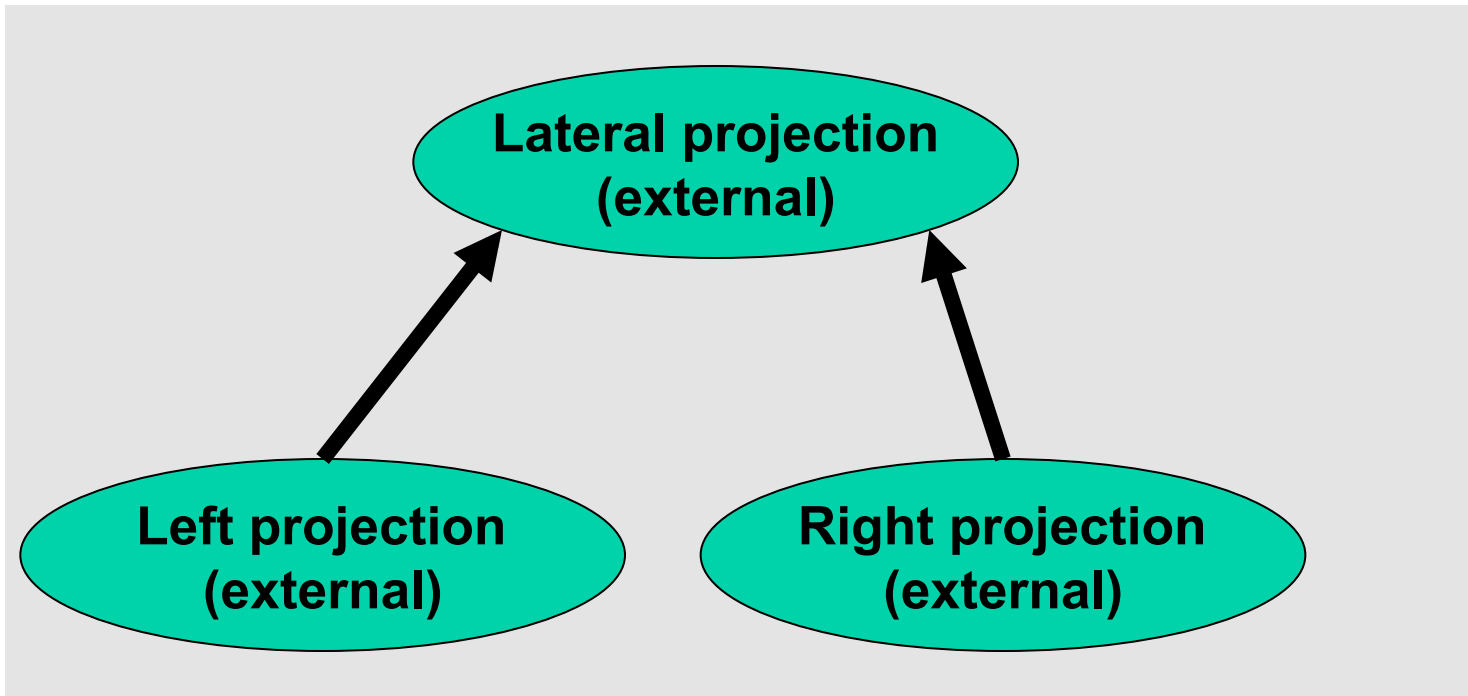 Lateral projection
(external)
Left projection
(external)
Right projection
(external)